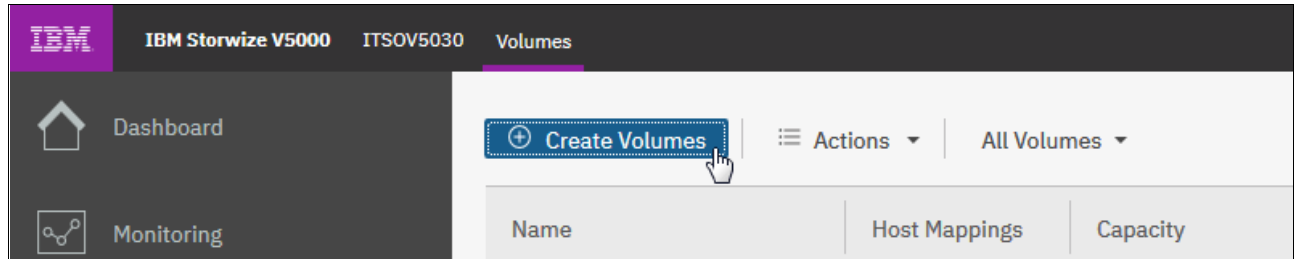 IBM IBM Storwize V5000 ITSOV5030 Volumes
Dashboard
Create Volumes Actions All Volumes
Monitoring
Name Host Mappings Capacity